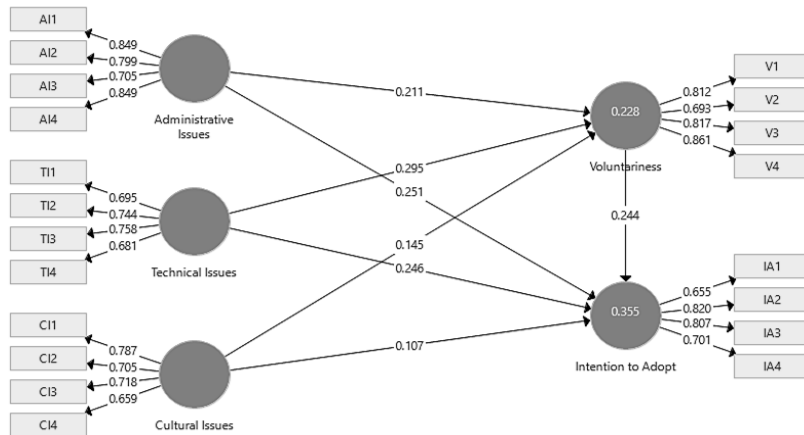 AI1
0.849
AI2
0.799
AI3
0.705
AI4
0.849
Administrative
Issues
TI1
0.695
TI2
0.744
TI3
0.758
TI4
0.681
Technical Issues
CI1
0.787
CI2
0.705
CI3
0.718
CI4
0.659
Cultural Issues
0.211
0.295
0.251
0.145
0.246
0.107
0.228
Voluntariness
0.244
0.355
Intention to Adopt
V1
0.812
V2
0.693
V3
0.817
V4
0.861
IA1
0.655
IA2
0.820
IA3
0.807
IA4
0.701